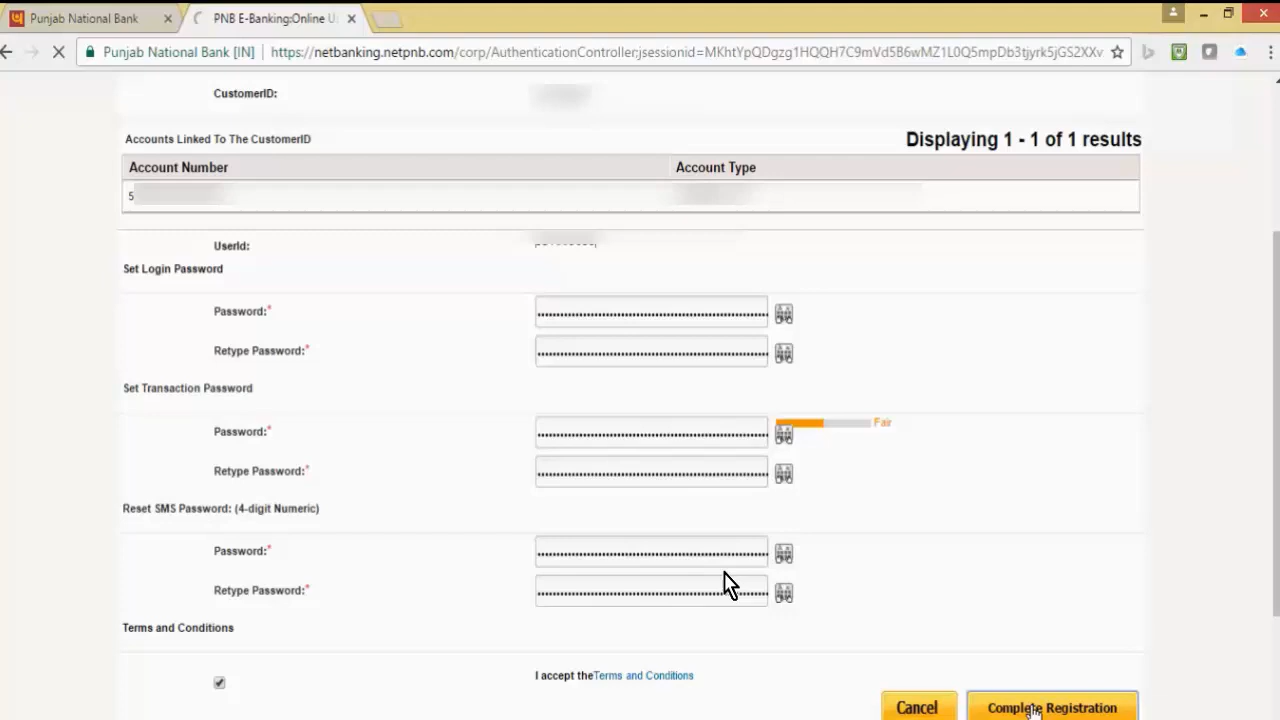 Punjab National Bank
PNB E-Banking:Online U
Punjab National Bank [IN] https://netbanking.netpnb.com/corp/AuthenticationController;jsessionid=MKhtYpQDgzg1HOQH7C9mVd5B6wMZ1L0Q5mpDb3tjyrk5jGS2XXv
CustomerID:
Accounts Linked To The CustomerID Displaying 1 - 1 of 1 results
Account Number Account Type
5
UserId:
Set Login Password
Password:*
Retype Password:*
Set Transaction Password
Password:* Fair
Retype Password:*
Reset SMS Password: (4-digit Numeric)
Password:*
Retype Password:*
Terms and Conditions
I accept theTerms and Conditions
Cancel Complete Registration